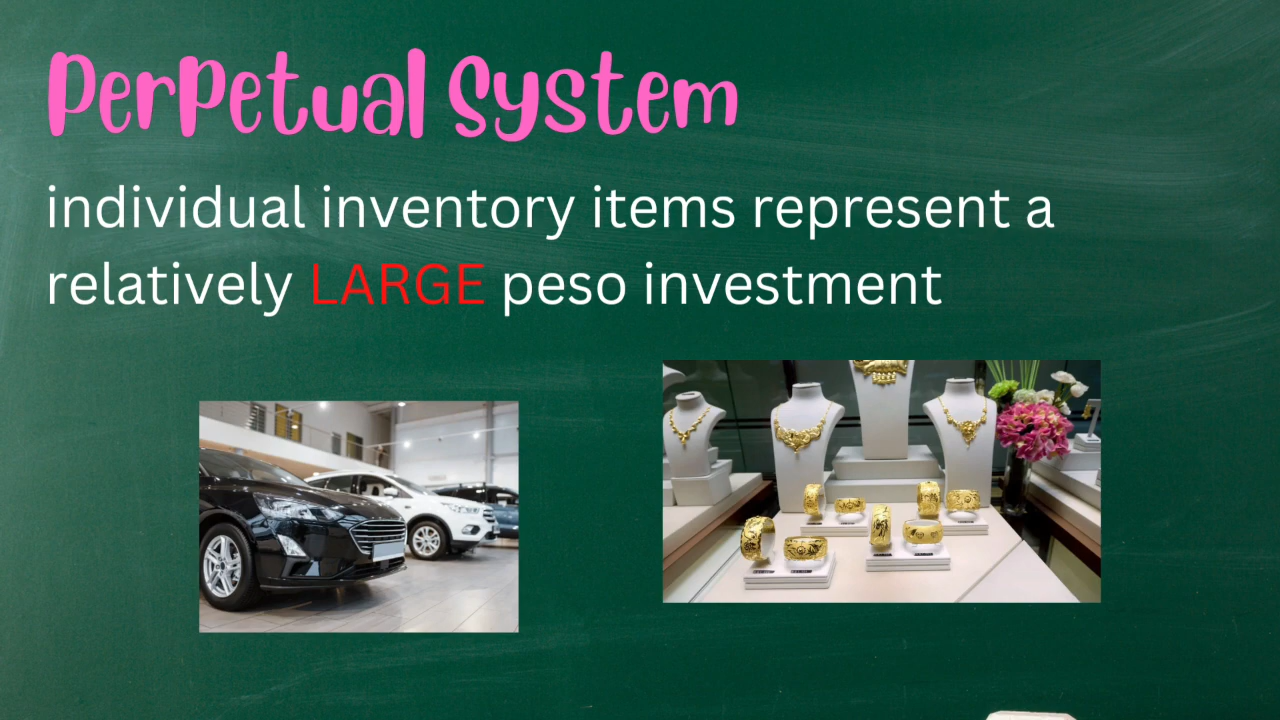 Perpetual System
individual inventory items represent a
relatively LARGE peso investment